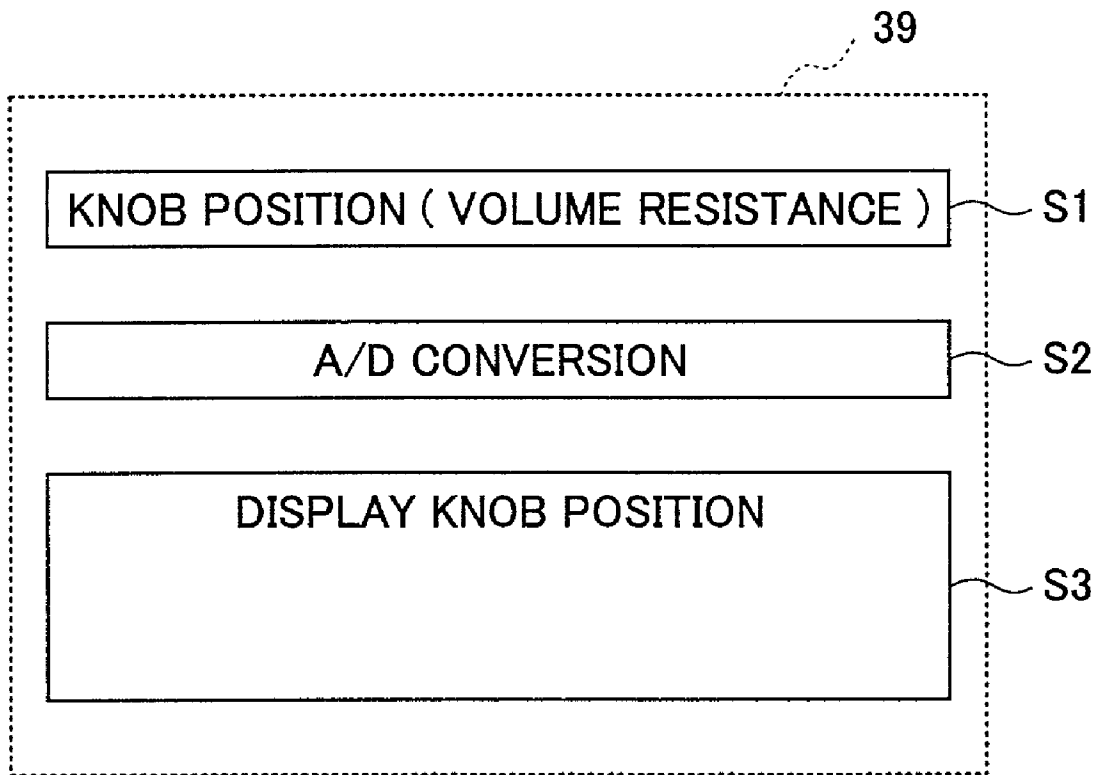 39
KNOB POSITION ( VOLUME RESISTANCE ) S1
A/D CONVERSION S2
DISPLAY KNOB POSITION
S3